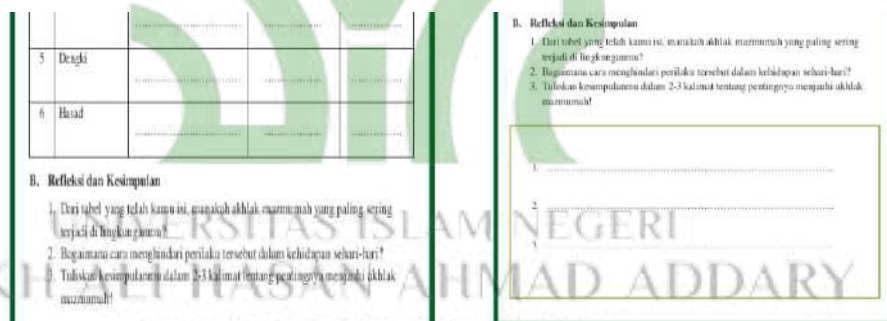 5 Dengki
6 Hasad
B. Refleksi dan Kesimpulan
1. Dari tabel yang telah kamu isi, manakah akhlak mazmumah yang paling sering
terjadi di lingkunganmu?
2. Bagaimana cara menghindari perilaku tersebut dalam kehidupan sehari-hari?
3. Tuliskan kesimpulanmu dalam 2-3 kalimat tentang pentingnya menjauhi akhlak
mazmumah!
B. Refleksi dan Kesimpulan
1. Dari tabel yang telah kamu isi, manakah akhlak mazmumah yang paling sering
terjadi di lingkunganmu?
2. Bagaimana cara menghindari perilaku tersebut dalam kehidupan sehari-hari?
3. Tuliskan kesimpulanmu dalam 2-3 kalimat tentang pentingnya menjauhi akhlak
mazmumah!
1.
2.
3.
UNIVERSITAS ISLAM NEGERI
ALI HASAN AHMAD ADDARY